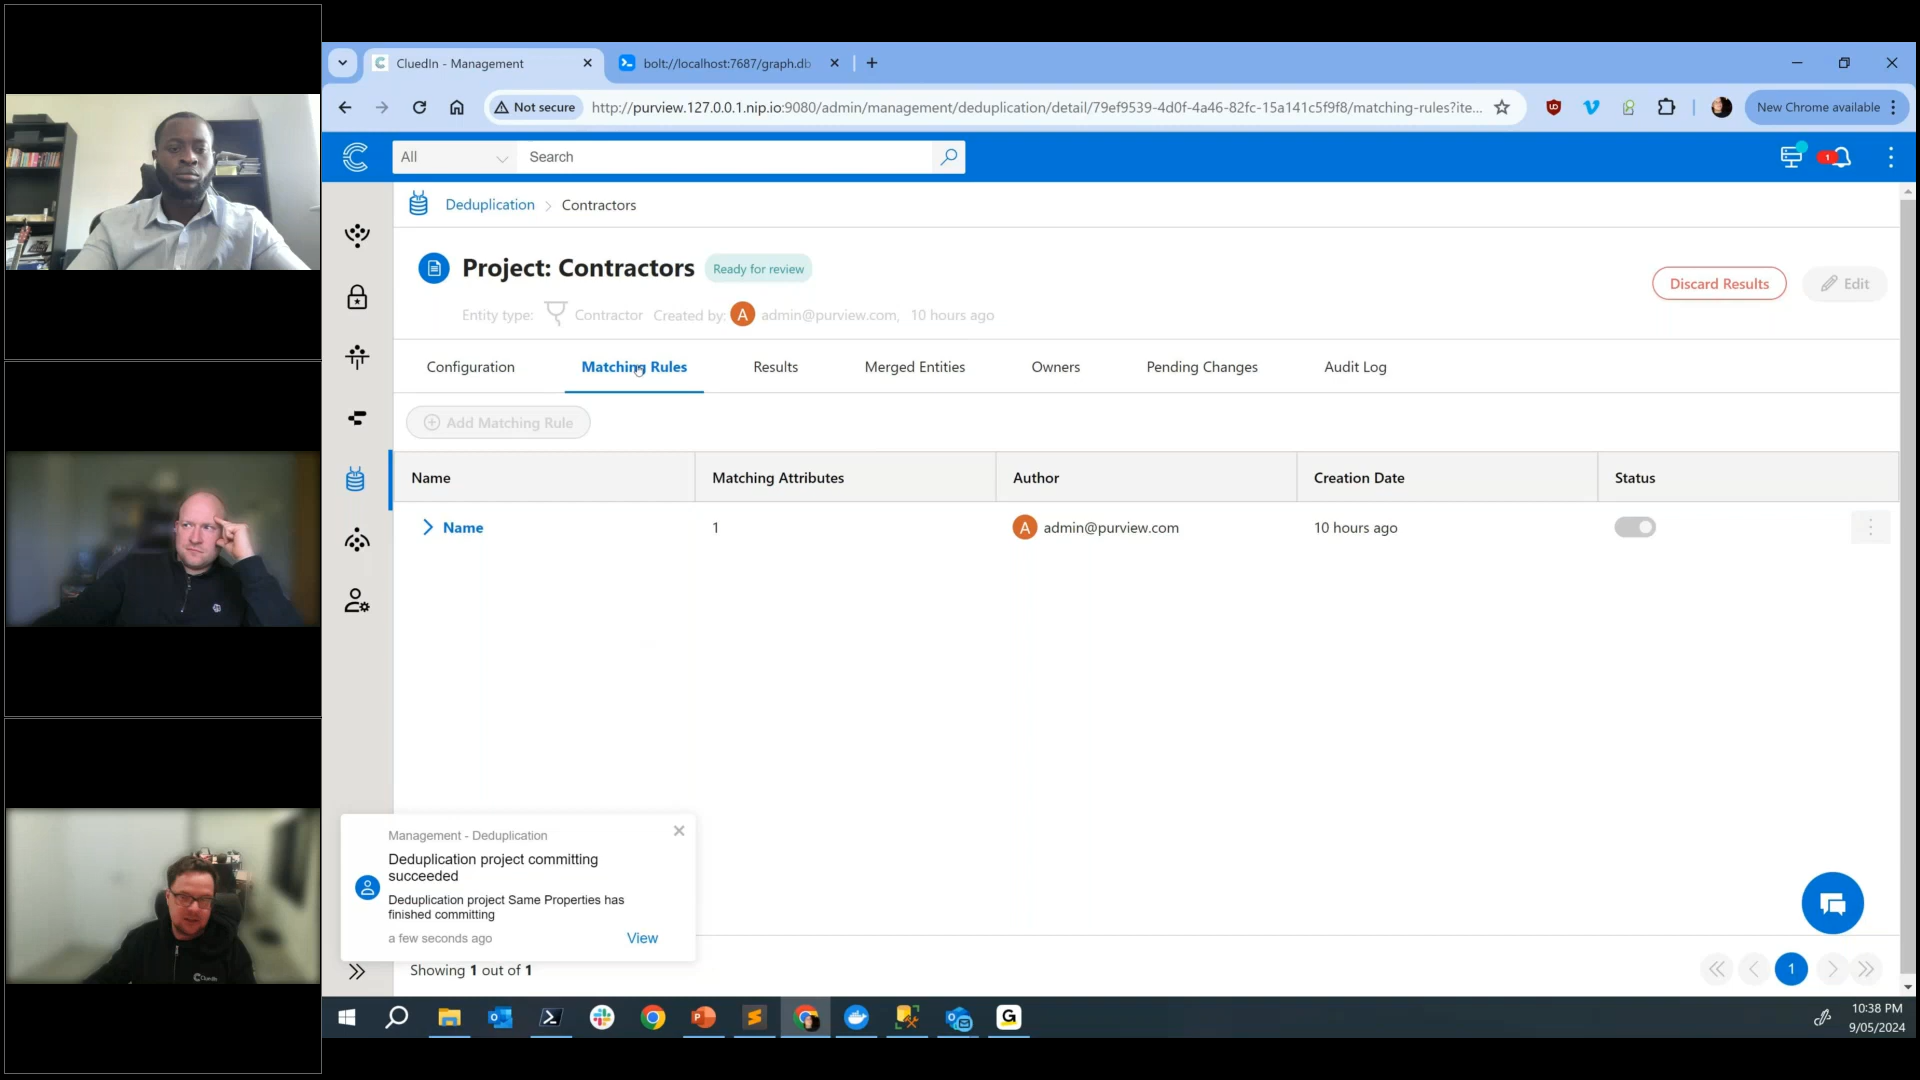 CluedIn - Management
bolt://localhost:7687/graph.db
Not secure
http://purview.127.0.0.1.nip.io:9080/admin/management/deduplication/detail/79ef9539-4d0f-4a46-82fc-15a141c5f9f8/matching-rules?ite...
New Chrome available
All
Search
1
Deduplication > Contractors
Project: Contractors
Ready for review
Discard Results
Edit
Entity type: Contractor Created by: A admin@purview.com, 10 hours ago
Configuration
Matching Rules
Results
Merged Entities
Owners
Pending Changes
Audit Log
Add Matching Rule
Name
Matching Attributes
Author
Creation Date
Status
Name
1
A admin@purview.com
10 hours ago
Management - Deduplication
Deduplication project committing
succeeded
Deduplication project Same Properties has
finished committing
a few seconds ago
View
Showing 1 out of 1
1
10:38 PM
9/05/2024